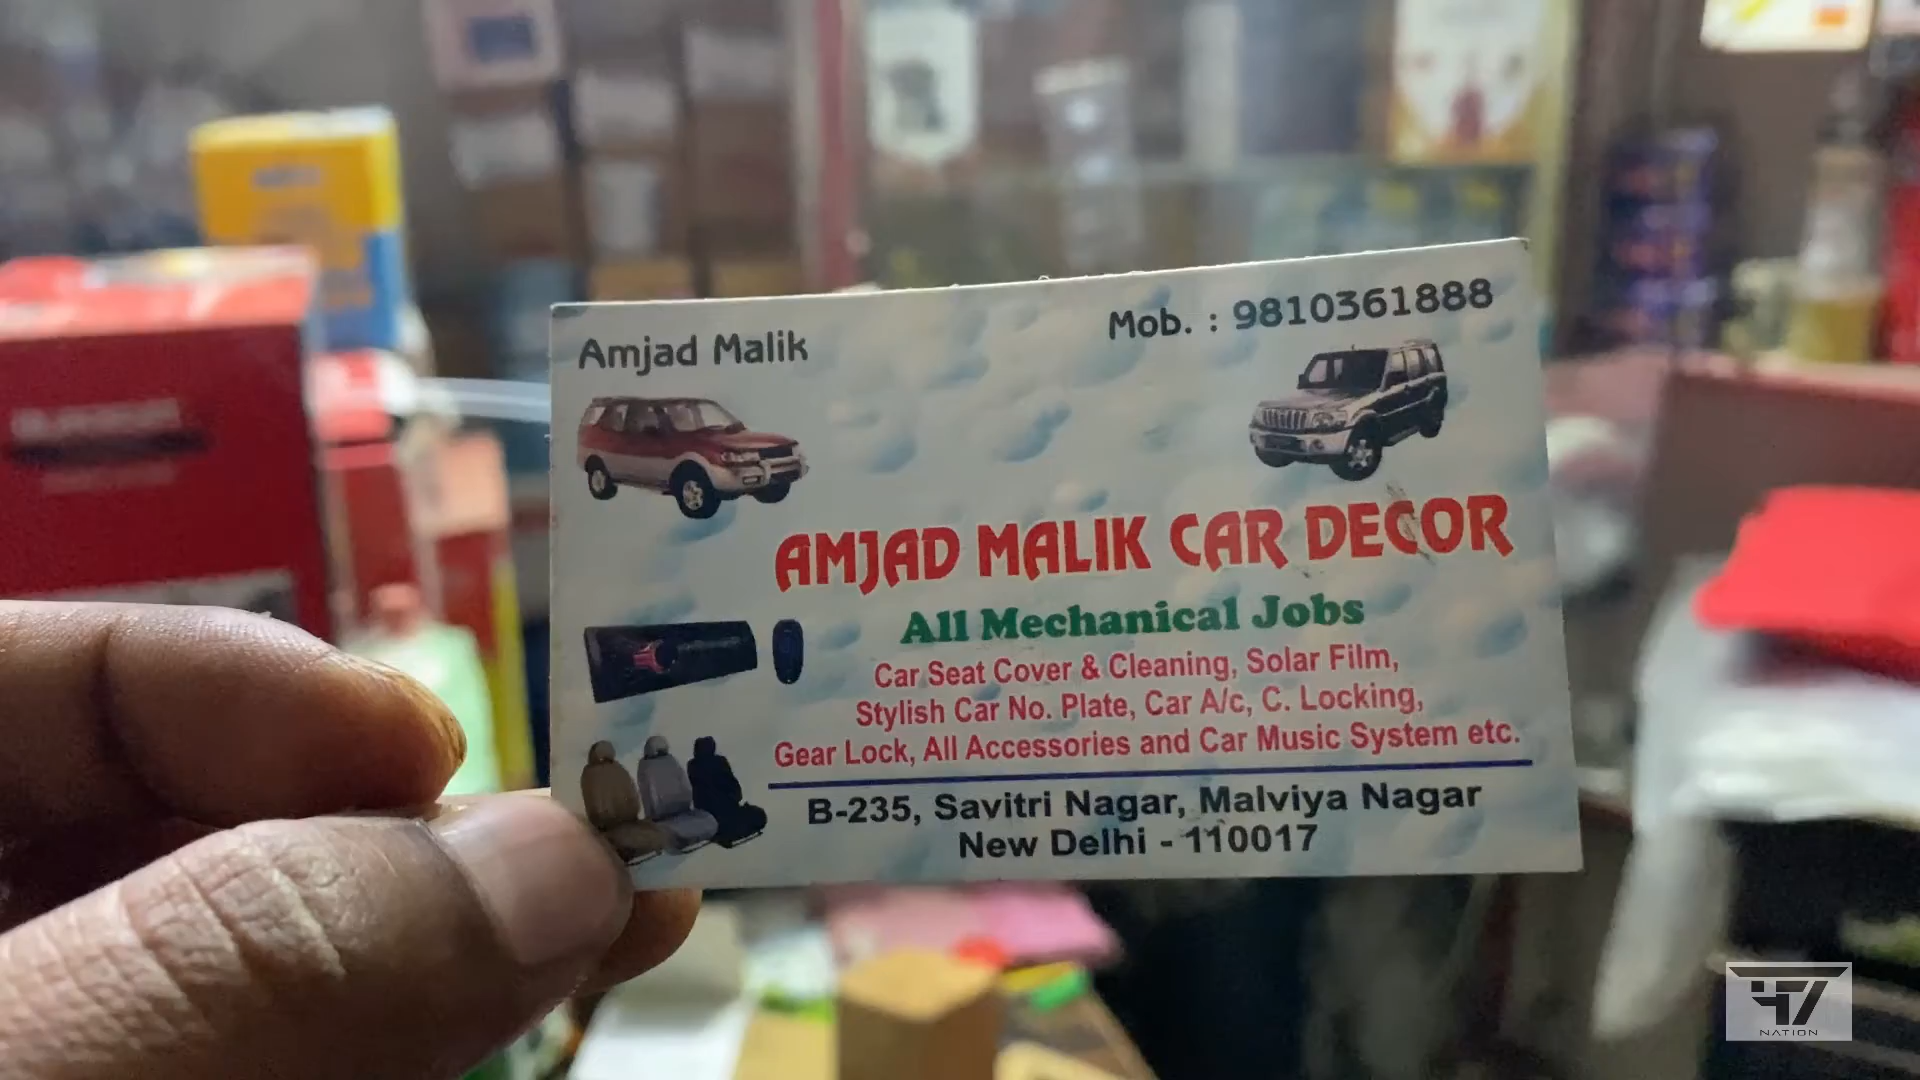 Amjad Malik
Mob. : 9810361888
AMJAD MALIK CAR DECOR
All Mechanical Jobs
Car Seat Cover & Cleaning, Solar Film,
Stylish Car No. Plate, Car A/c, C. Locking,
Gear Lock, All Accessories and Car Music System etc.
B-235, Savitri Nagar, Malviya Nagar
New Delhi - 110017
47
NATION